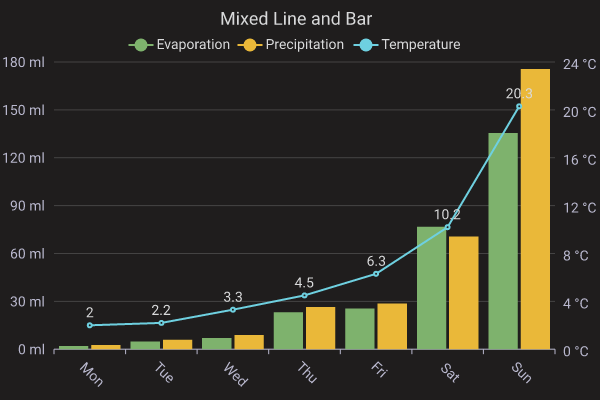 Mixed Line and Bar
Evaporation Precipitation Temperature
180 ml 24 °C
150 ml 20 °C
120 ml 16 °C
90 ml 12 °C
60 ml 8 °C
30 ml 4 °C
0 ml 0 °C
2 2.2 3.3 4.5 6.3 10.2 20.3
Mon Tue Wed Thu Fri Sat Sun